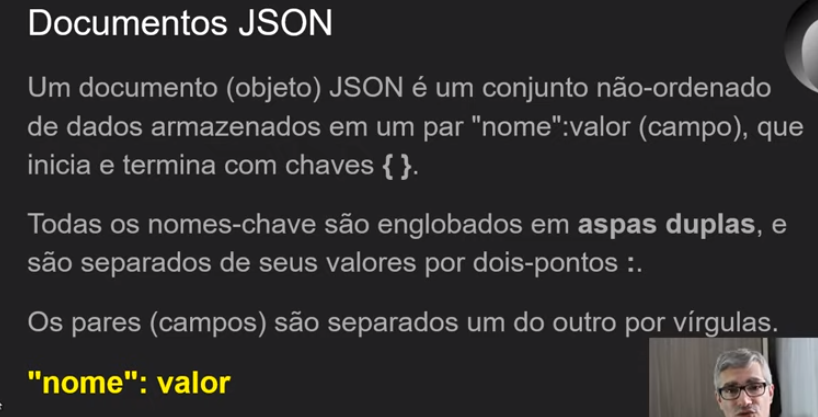 Documentos JSON
Um documento (objeto) JSON é um conjunto não-ordenado
de dados armazenados em um par "nome":valor (campo), que
inicia e termina com chaves { }.
Todas os nomes-chave são englobados em aspas duplas, e
são separados de seus valores por dois-pontos :.
Os pares (campos) são separados um do outro por vírgulas.
"nome": valor